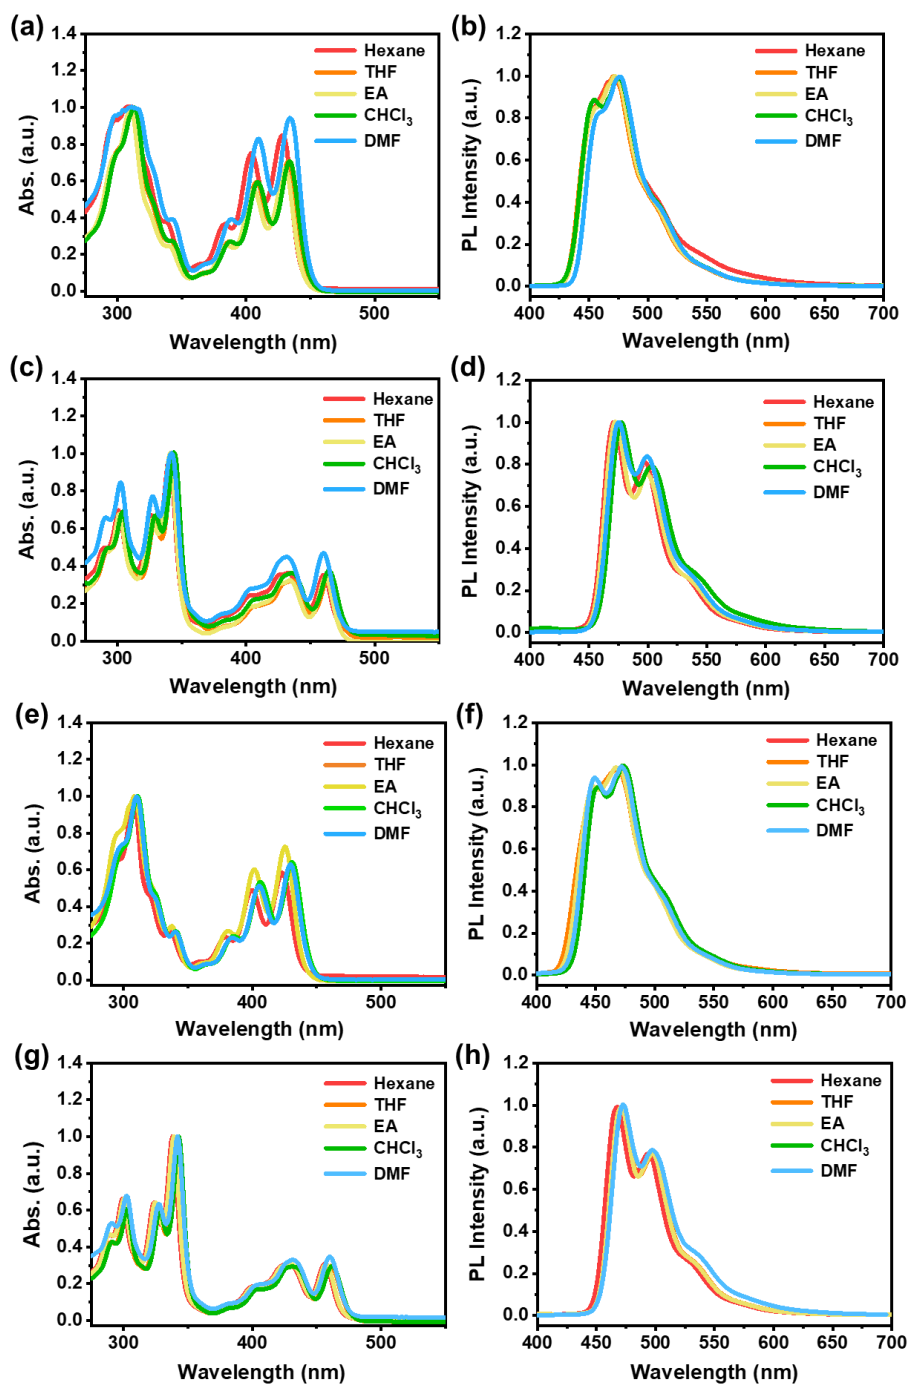 (a)
1.4
1.2
1.0
0.8
0.6
0.4
0.2
0.0
300
400
500
Abs. (a.u.)
Wavelength (nm)
Hexane
THF
EA
CHCl₃
DMF
(b)
1.2
1.0
0.8
0.6
0.4
0.2
0.0
400 450 500 550 600 650 700
PL Intensity (a.u.)
Wavelength (nm)
Hexane
THF
EA
CHCl₃
DMF
(c)
1.4
1.2
1.0
0.8
0.6
0.4
0.2
0.0
300
400
500
Abs. (a.u.)
Wavelength (nm)
Hexane
THF
EA
CHCl₃
DMF
(d)
1.2
1.0
0.8
0.6
0.4
0.2
0.0
400 450 500 550 600 650 700
PL Intensity (a.u.)
Wavelength (nm)
Hexane
THF
EA
CHCl₃
DMF
(e)
1.4
1.2
1.0
0.8
0.6
0.4
0.2
0.0
300
400
500
Abs. (a.u.)
Wavelength (nm)
Hexane
THF
EA
CHCl₃
DMF
(f)
1.2
1.0
0.8
0.6
0.4
0.2
0.0
400 450 500 550 600 650 700
PL Intensity (a.u.)
Wavelength (nm)
Hexane
THF
EA
CHCl₃
DMF
(g)
1.4
1.2
1.0
0.8
0.6
0.4
0.2
0.0
300
400
500
Abs. (a.u.)
Wavelength (nm)
Hexane
THF
EA
CHCl₃
DMF
(h)
1.2
1.0
0.8
0.6
0.4
0.2
0.0
400 450 500 550 600 650 700
PL Intensity (a.u.)
Wavelength (nm)
Hexane
THF
EA
CHCl₃
DMF